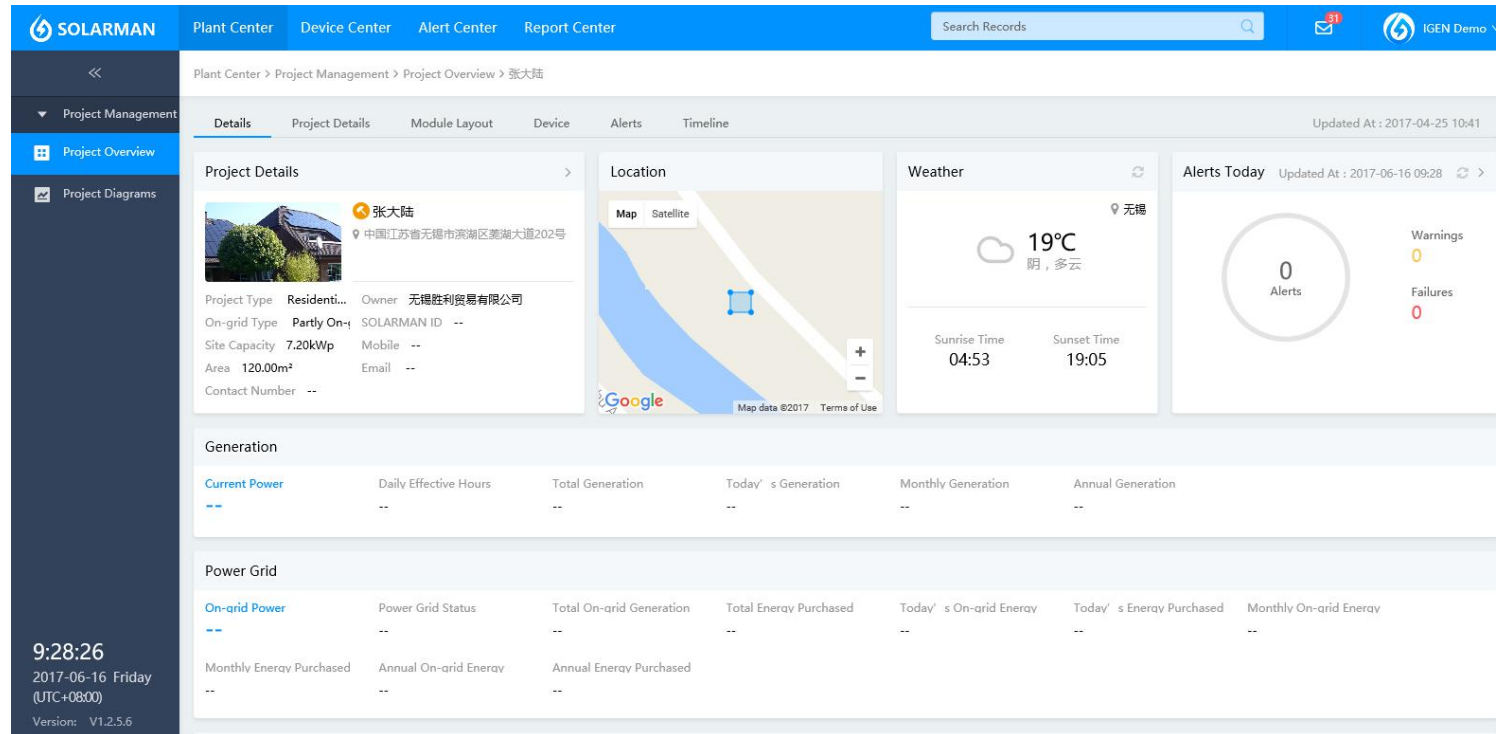 SOLARMAN
Plant Center Device Center Alert Center Report Center
Search Records
31
IGEN Demo
Plant Center > Project Management > Project Overview > 张大陆
Project Management
Project Overview
Project Diagrams
Details Project Details Module Layout Device Alerts Timeline
Updated At : 2017-04-25 10:41
Project Details
张大陆
中国江苏省无锡市滨湖区菱湖大道202号
Project Type Residenti... Owner 无锡胜利贸易有限公司
On-grid Type Partly On-g SOLARMAN ID --
Site Capacity 7.20kWp Mobile --
Area 120.00m² Email --
Contact Number --
Location
Map Satellite
+
−
Google
Map data ©2017 Terms of Use
Weather
无锡
19℃
阴，多云
Sunrise Time Sunset Time
04:53 19:05
Alerts Today Updated At : 2017-06-16 09:28
0
Alerts
Warnings
0
Failures
0
Generation
Current Power Daily Effective Hours Total Generation Today's Generation Monthly Generation Annual Generation
-- -- -- -- -- --
Power Grid
On-grid Power Power Grid Status Total On-grid Generation Total Energy Purchased Today's On-grid Energy Today's Energy Purchased Monthly On-grid Energy
-- -- -- -- -- -- --
Monthly Energy Purchased Annual On-grid Energy Annual Energy Purchased
-- -- --
9:28:26
2017-06-16 Friday
(UTC+08:00)
Version: V1.2.5.6